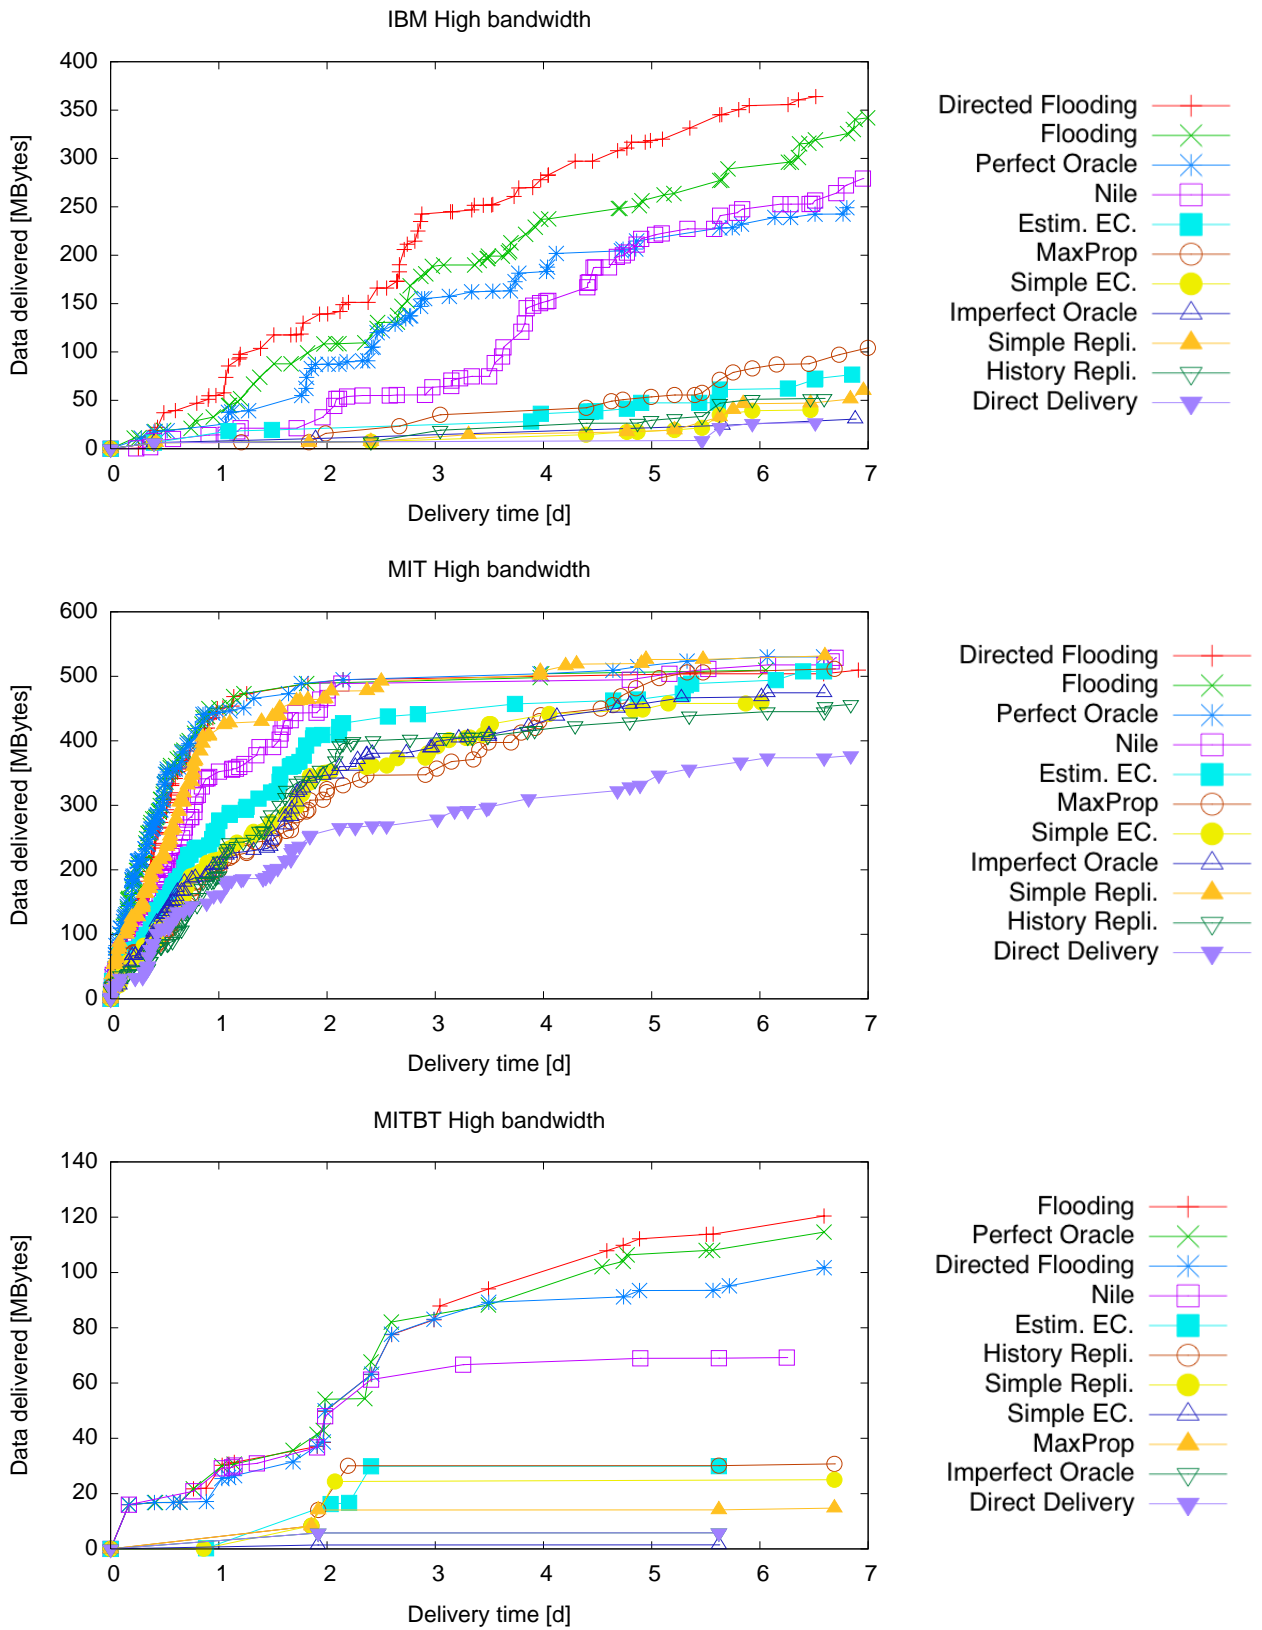 IBM High bandwidth
400
350
300
250
200
150
100
50
0
Data delivered [MBytes]
0 1 2 3 4 5 6 7
Delivery time [d]
Directed Flooding
Flooding
Perfect Oracle
Nile
Estim. EC.
MaxProp
Simple EC.
Imperfect Oracle
Simple Repli.
History Repli.
Direct Delivery
MIT High bandwidth
600
500
400
300
200
100
0
Data delivered [MBytes]
0 1 2 3 4 5 6 7
Delivery time [d]
Directed Flooding
Flooding
Perfect Oracle
Nile
Estim. EC.
MaxProp
Simple EC.
Imperfect Oracle
Simple Repli.
History Repli.
Direct Delivery
MITBT High bandwidth
140
120
100
80
60
40
20
0
Data delivered [MBytes]
0 1 2 3 4 5 6 7
Delivery time [d]
Flooding
Perfect Oracle
Directed Flooding
Nile
Estim. EC.
History Repli.
Simple Repli.
Simple EC.
MaxProp
Imperfect Oracle
Direct Delivery